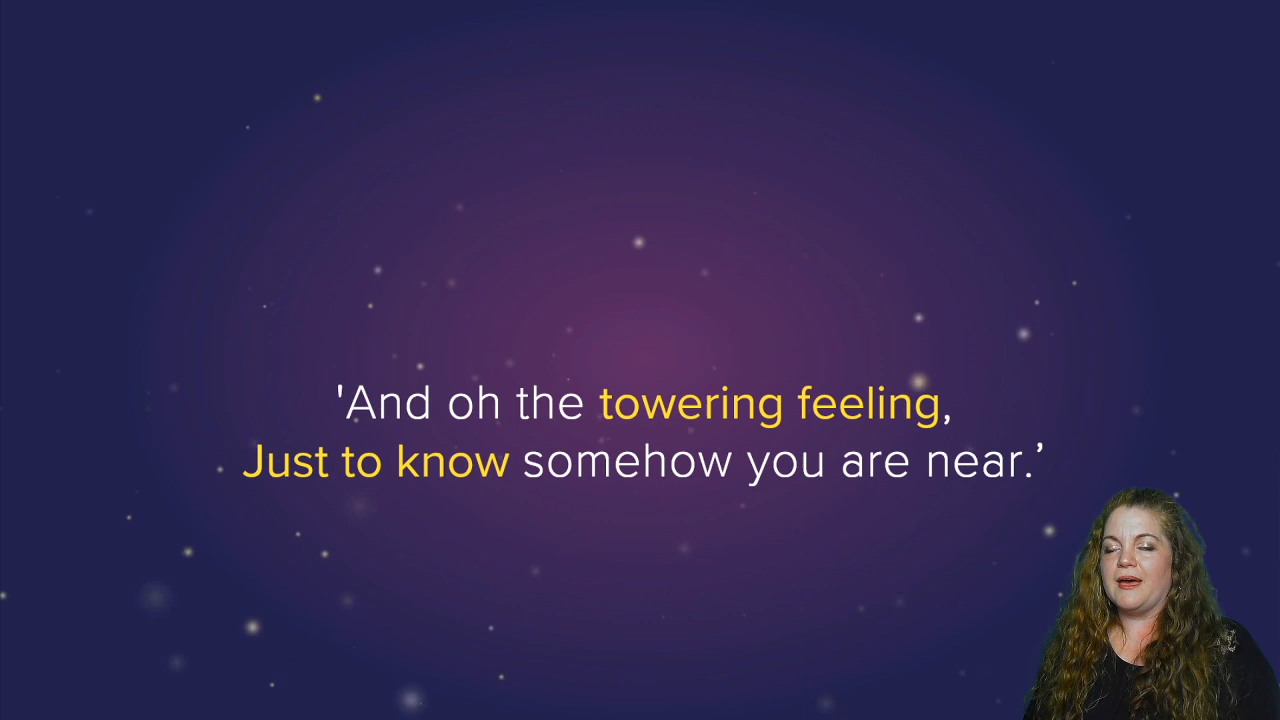 'And oh the towering feeling,
Just to know somehow you are near.’